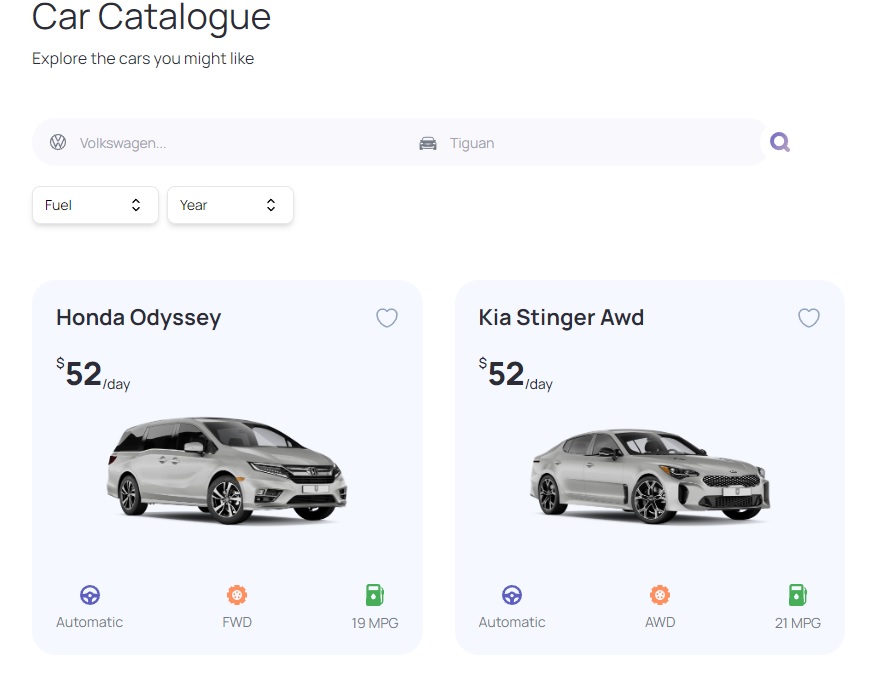 Car Catalogue
Explore the cars you might like
Volkswagen... Tiguan
Fuel Year
Honda Odyssey
$52/day
Automatic FWD 19 MPG
Kia Stinger Awd
$52/day
Automatic AWD 21 MPG